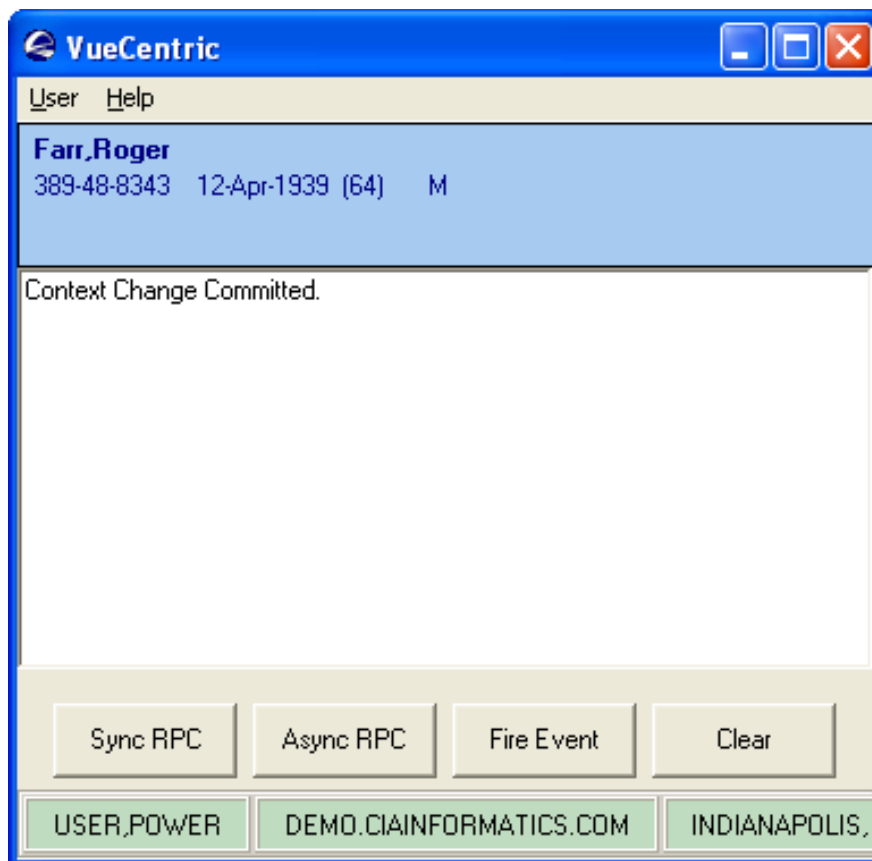 VueCentric
User Help
Farr,Roger
389-48-8343 12-Apr-1939 (64) M
Context Change Committed.
Sync RPC Async RPC Fire Event Clear
USER,POWER DEMO.CIAINFORMATICS.COM INDIANAPOLIS,